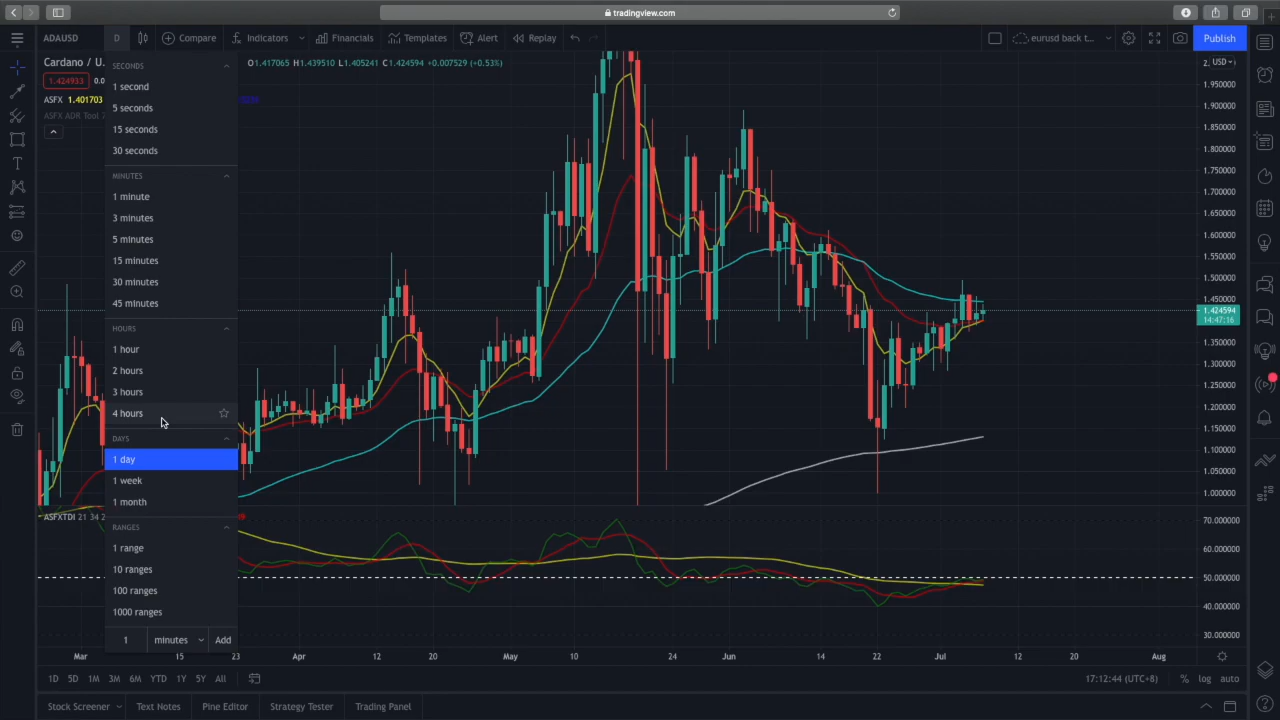 tradingview.com
ADAUSD D Compare Indicators Financials Templates Alert Replay eurusd back t... Publish
Cardano / U. O1.417065 H1.439510 L1.405241 C1.424594 +0.007529 (+0.53%)
1.424933 0.0
ASFX 1.401703
ASFX ADR Tool
SECONDS
1 second
5 seconds
15 seconds
30 seconds
MINUTES
1 minute
3 minutes
5 minutes
15 minutes
30 minutes
45 minutes
HOURS
1 hour
2 hours
3 hours
4 hours
DAYS
1 day
1 week
1 month
RANGES
1 range
10 ranges
100 ranges
1000 ranges
1 minutes Add
ASFXTDI 21 34 2
USD
1.950000
1.900000
1.850000
1.800000
1.750000
1.700000
1.650000
1.600000
1.550000
1.500000
1.450000
1.424594
14:47:16
1.350000
1.300000
1.250000
1.200000
1.150000
1.100000
1.050000
1.000000
70.000000
60.000000
50.000000
40.000000
30.000000
Mar 15 23 Apr 12 20 May 10 24 Jun 14 22 Jul 12 20 Aug
1D 5D 1M 3M 6M YTD 1Y 5Y All 17:12:44 (UTC+8) % log auto
Stock Screener Text Notes Pine Editor Strategy Tester Trading Panel